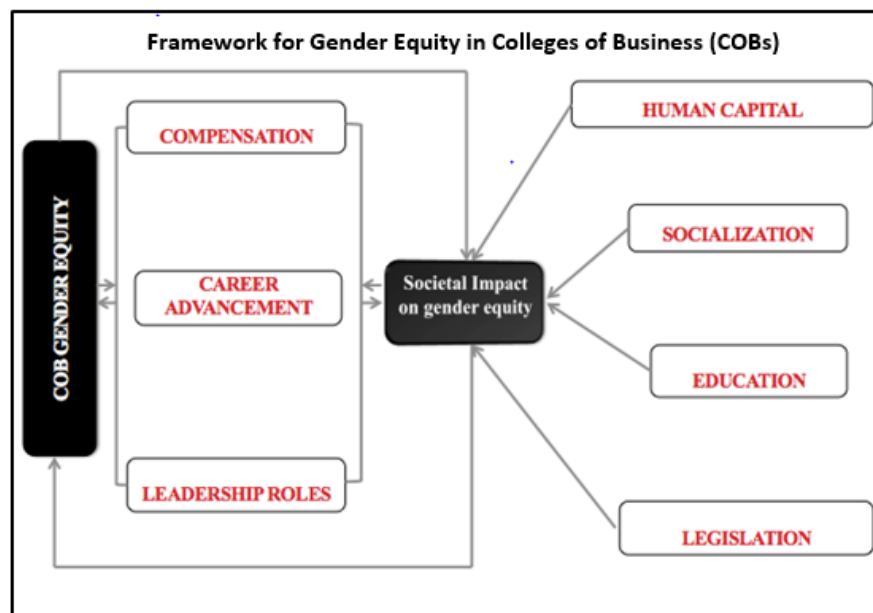 Framework for Gender Equity in Colleges of Business (COBs)
COB GENDER EQUITY
COMPENSATION
CAREER
ADVANCEMENT
LEADERSHIP ROLES
Societal Impact
on gender equity
HUMAN CAPITAL
SOCIALIZATION
EDUCATION
LEGISLATION